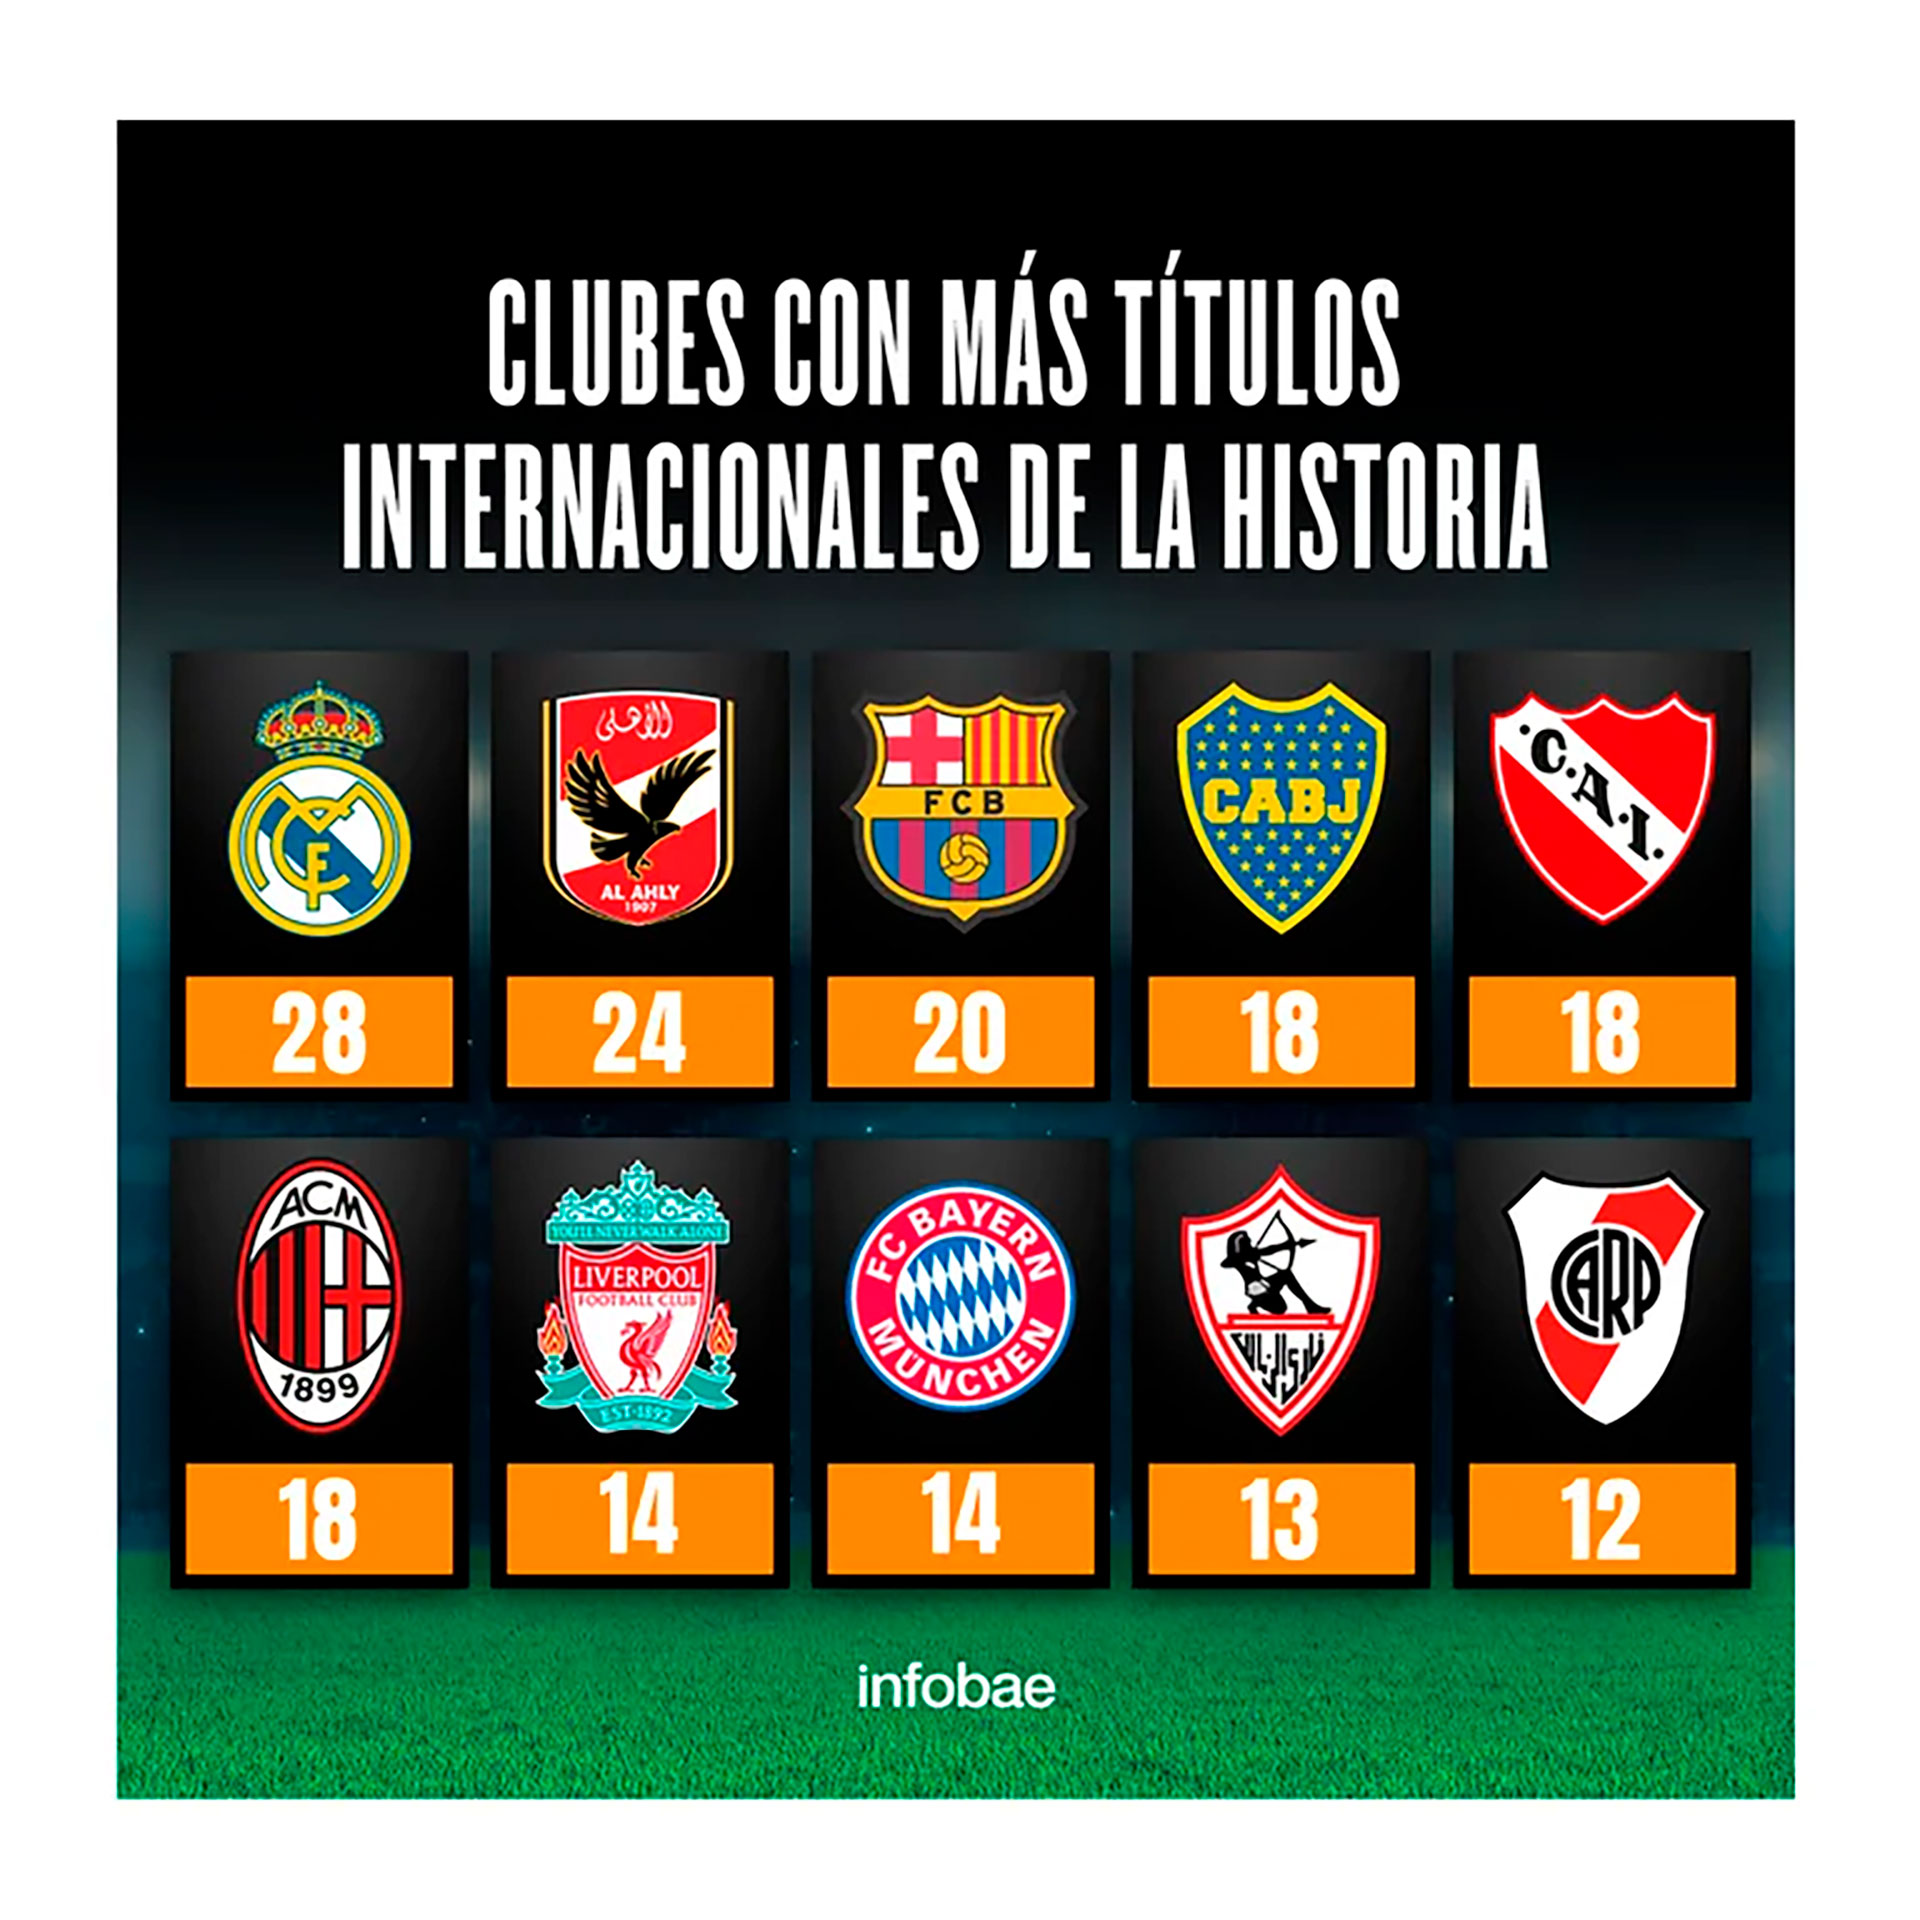 CLUBES CON MÁS TÍTULOS
INTERNACIONALES DE LA HISTORIA
الأهلي
AL AHLY
1907
FCB
CABJ
·C.A.I.
28
24
20
18
18
ACM
1899
YOU'LL NEVER WALK ALONE
LIVERPOOL
FOOTBALL CLUB
EST·1892
FC BAYERN
MÜNCHEN
CARP
18
14
14
13
12
infobae